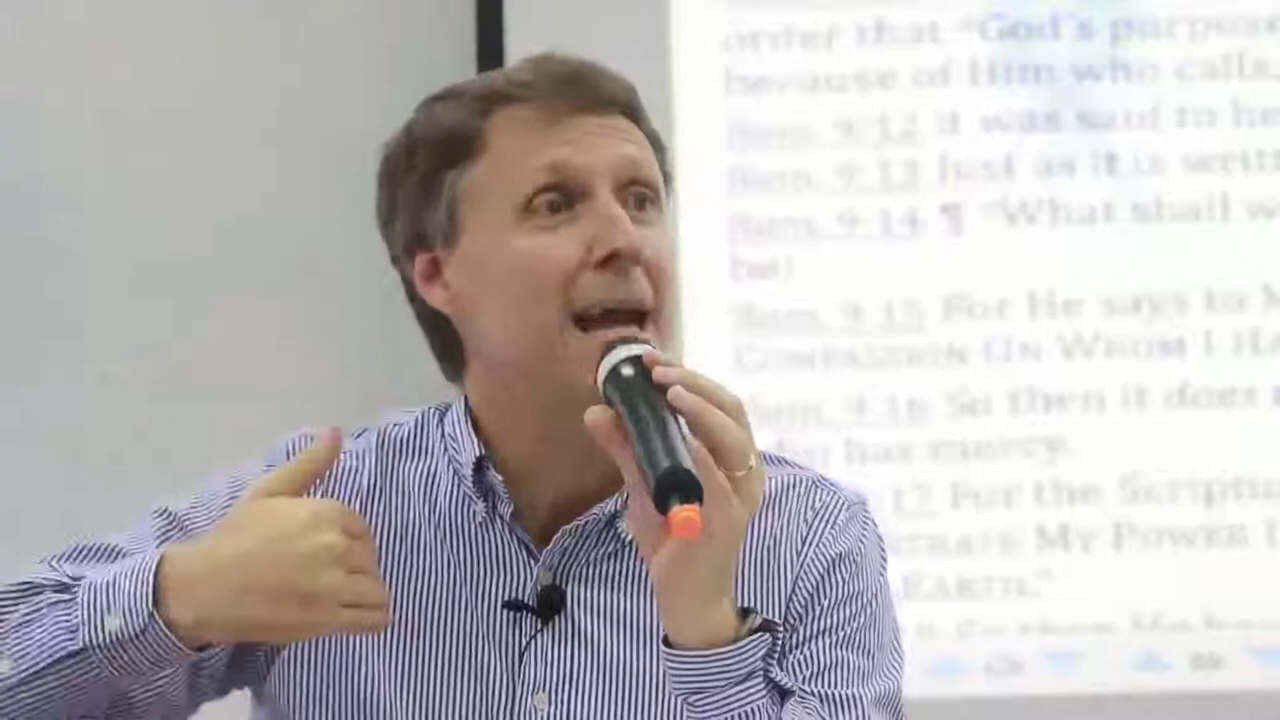 order that "God's purpose
because of Him who calls,
Rom. 9:12 it was said to he
Rom. 9:13 Just as it is writt
Rom. 9:14 ¶ "What shall w
be!
Rom. 9:15 For He says to M
COMPASSION ON WHOM I HA
Rom. 9:16 So then it does
who has mercy.
17 For the Scriptu
STRATE MY POWER I
EARTH."